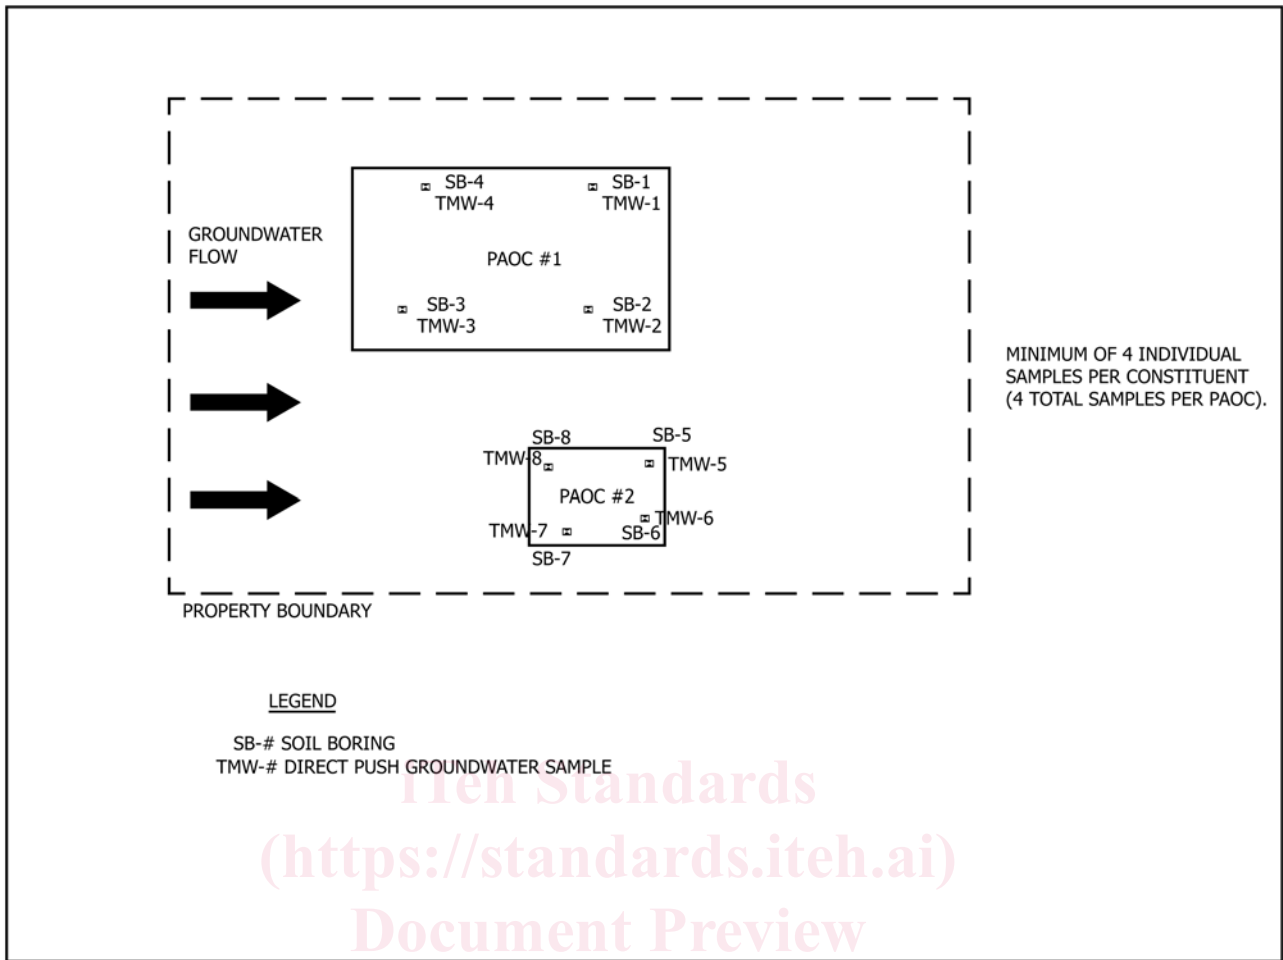 SB-4
TMW-4
SB-1
TMW-1
GROUNDWATER
FLOW
PAOC #1
SB-3
TMW-3
SB-2
TMW-2
MINIMUM OF 4 INDIVIDUAL
SAMPLES PER CONSTITUENT
(4 TOTAL SAMPLES PER PAOC).
SB-8
SB-5
TMW-8
TMW-5
PAOC #2
TMW-7
TMW-6
SB-6
SB-7
PROPERTY BOUNDARY
LEGEND
SB-# SOIL BORING
TMW-# DIRECT PUSH GROUNDWATER SAMPLE
iTeh Standards
(https://standards.iteh.ai)
Document Preview